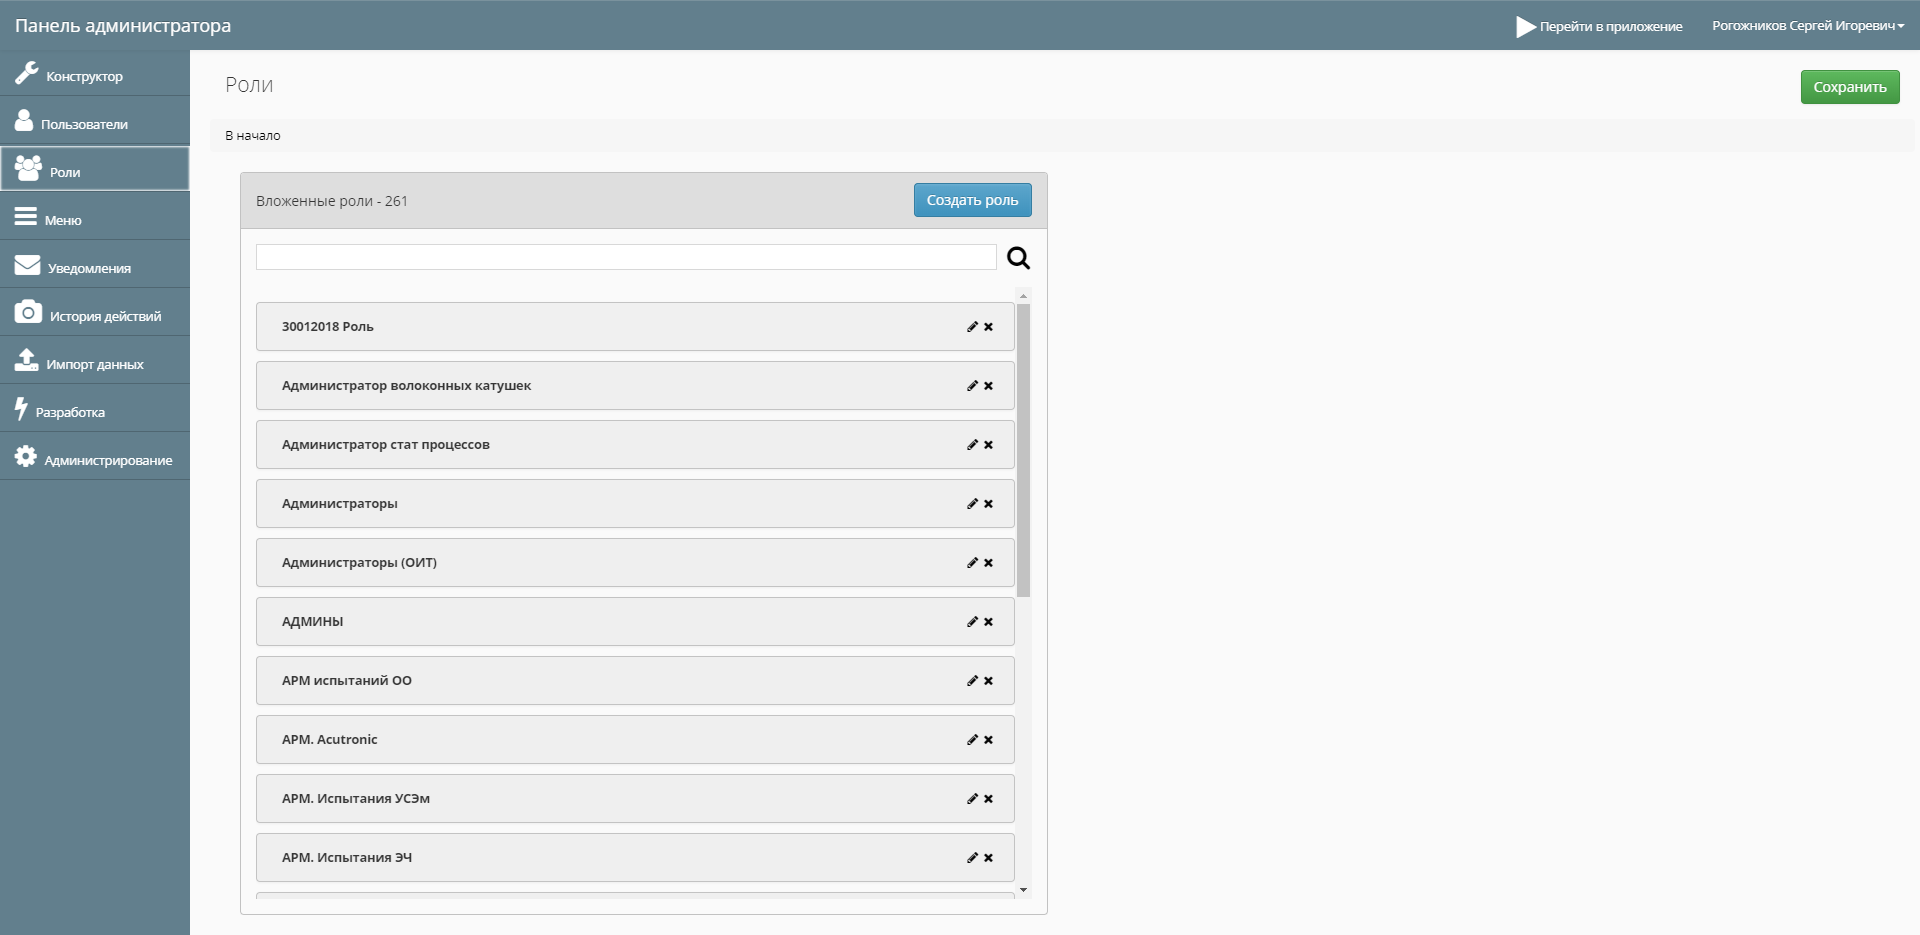 Панель администратора
Перейти в приложение
Рогожников Сергей Игоревич
Конструктор
Пользователи
Роли
Меню
Уведомления
История действий
Импорт данных
Разработка
Администрирование
Роли
Сохранить
В начало
Вложенные роли - 261
Создать роль
30012018 Роль
Администратор волоконных катушек
Администратор стат процессов
Администраторы
Администраторы (ОИТ)
АДМИНЫ
АРМ испытаний ОО
АРМ. Acutronic
АРМ. Испытания УСЭм
АРМ. Испытания ЭЧ